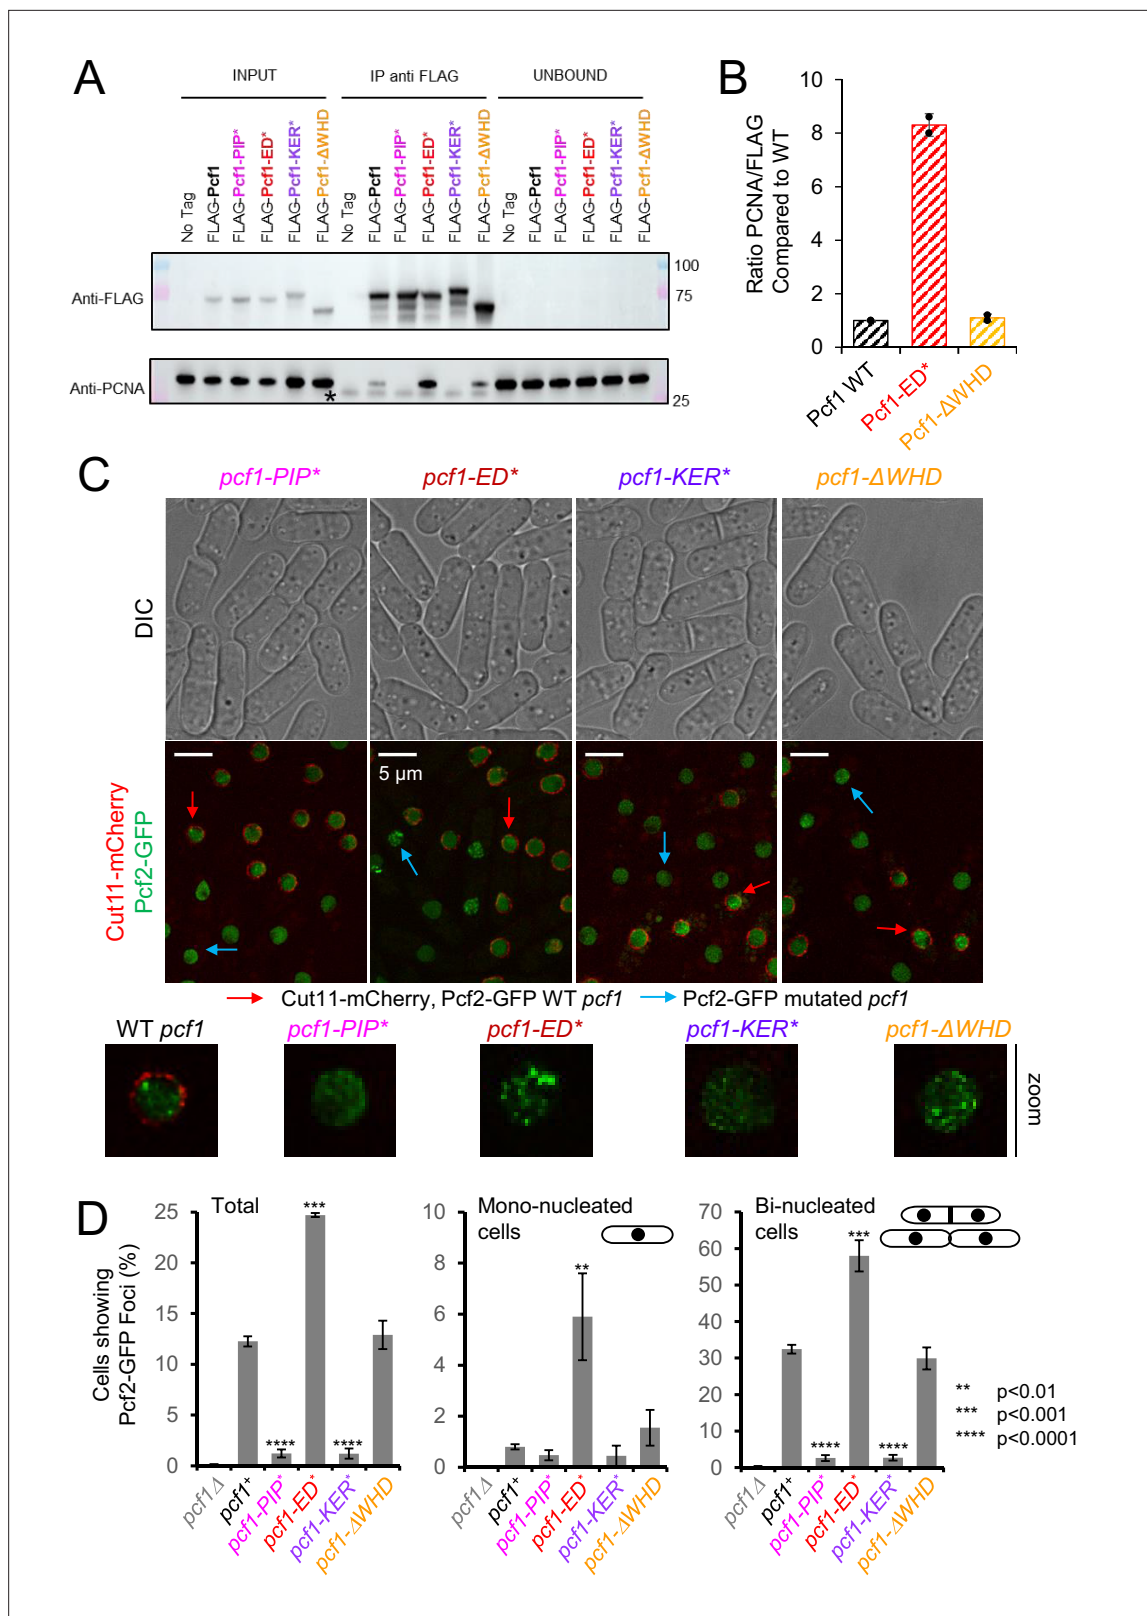 A
INPUT
IP anti FLAG
UNBOUND
No Tag
FLAG-Pcf1
FLAG-Pcf1-PIP*
FLAG-Pcf1-ED*
FLAG-Pcf1-KER*
FLAG-Pcf1-ΔWHD
No Tag
FLAG-Pcf1
FLAG-Pcf1-PIP*
FLAG-Pcf1-ED*
FLAG-Pcf1-KER*
FLAG-Pcf1-ΔWHD
No Tag
FLAG-Pcf1
FLAG-Pcf1-PIP*
FLAG-Pcf1-ED*
FLAG-Pcf1-KER*
FLAG-Pcf1-ΔWHD
Anti-FLAG
100
75
Anti-PCNA
*
25
B
Ratio PCNA/FLAG
Compared to WT
10
8
6
4
2
0
Pcf1 WT
Pcf1-ED*
Pcf1-ΔWHD
C
pcf1-PIP*
pcf1-ED*
pcf1-KER*
pcf1-ΔWHD
DIC
Cut11-mCherry
Pcf2-GFP
5 µm
Cut11-mCherry, Pcf2-GFP WT pcf1
Pcf2-GFP mutated pcf1
WT pcf1
pcf1-PIP*
pcf1-ED*
pcf1-KER*
pcf1-ΔWHD
zoom
D
Cells showing
Pcf2-GFP Foci (%)
Total
25
20
15
10
5
0
****
***
****
pcf1Δ
pcf1+
pcf1-PIP*
pcf1-ED*
pcf1-KER*
pcf1-ΔWHD
Mono-nucleated
cells
10
8
6
4
2
0
**
pcf1Δ
pcf1+
pcf1-PIP*
pcf1-ED*
pcf1-KER*
pcf1-ΔWHD
Bi-nucleated
cells
70
60
50
40
30
20
10
0
****
***
****
pcf1Δ
pcf1+
pcf1-PIP*
pcf1-ED*
pcf1-KER*
pcf1-ΔWHD
** p<0.01
*** p<0.001
**** p<0.0001